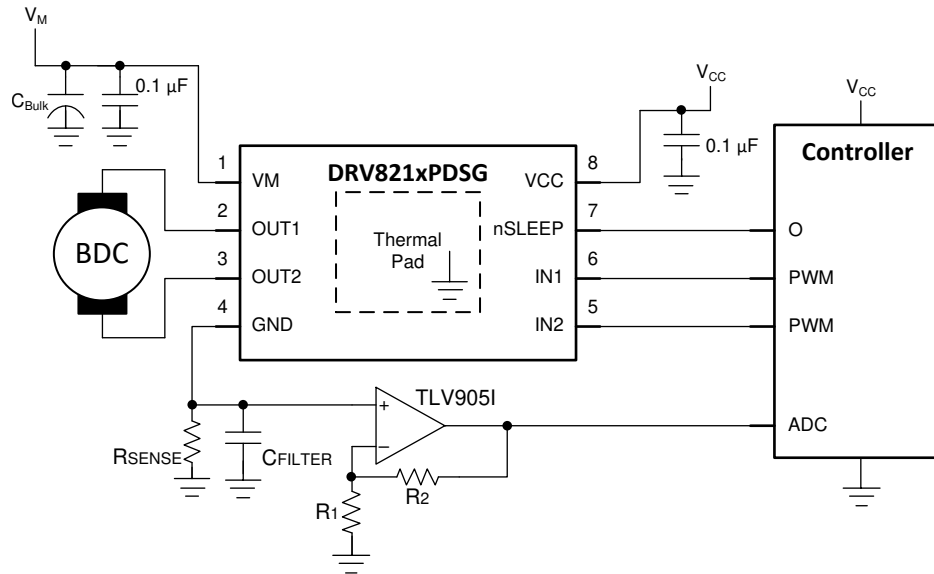 VM
CBulk
0.1 µF
VCC
0.1 µF
VCC
Controller
DRV821xPDSG
1
VM
2
OUT1
3
OUT2
4
GND
8
VCC
7
nSLEEP
6
IN1
5
IN2
Thermal
Pad
BDC
O
PWM
PWM
ADC
TLV905I
RSENSE
CFILTER
R2
R1